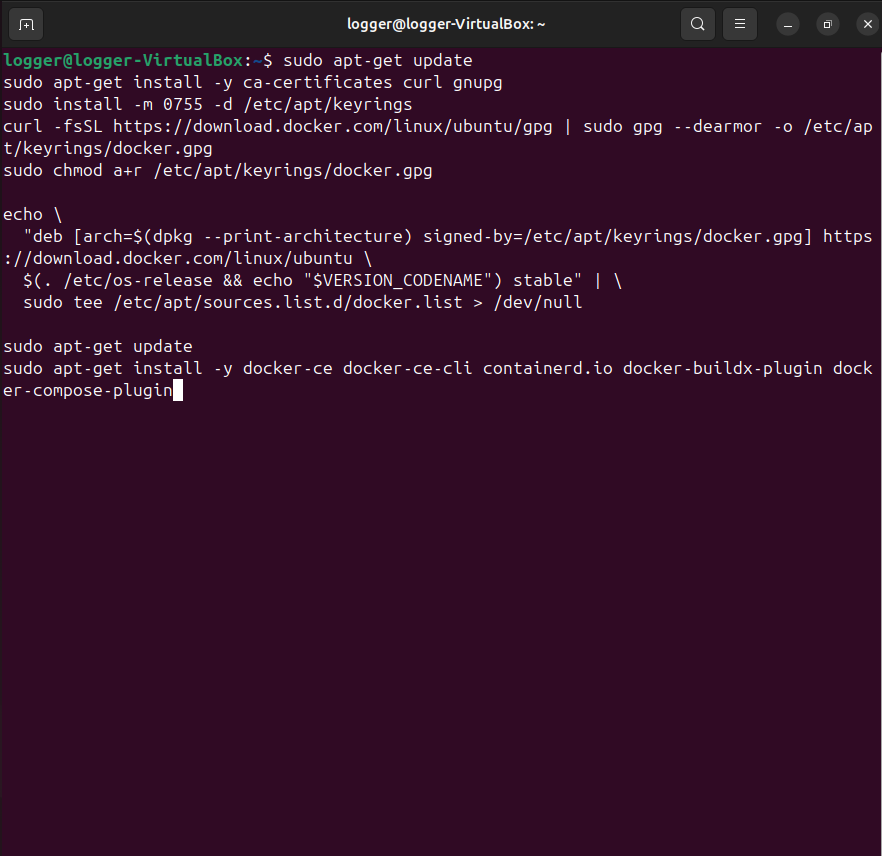 logger@logger-VirtualBox: ~
logger@logger-VirtualBox:~$ sudo apt-get update
sudo apt-get install -y ca-certificates curl gnupg
sudo install -m 0755 -d /etc/apt/keyrings
curl -fsSL https://download.docker.com/linux/ubuntu/gpg | sudo gpg --dearmor -o /etc/ap
t/keyrings/docker.gpg
sudo chmod a+r /etc/apt/keyrings/docker.gpg
echo \
  "deb [arch=$(dpkg --print-architecture) signed-by=/etc/apt/keyrings/docker.gpg] https
://download.docker.com/linux/ubuntu \
  $(. /etc/os-release && echo "$VERSION_CODENAME") stable" | \
  sudo tee /etc/apt/sources.list.d/docker.list > /dev/null
sudo apt-get update
sudo apt-get install -y docker-ce docker-ce-cli containerd.io docker-buildx-plugin dock
er-compose-plugin